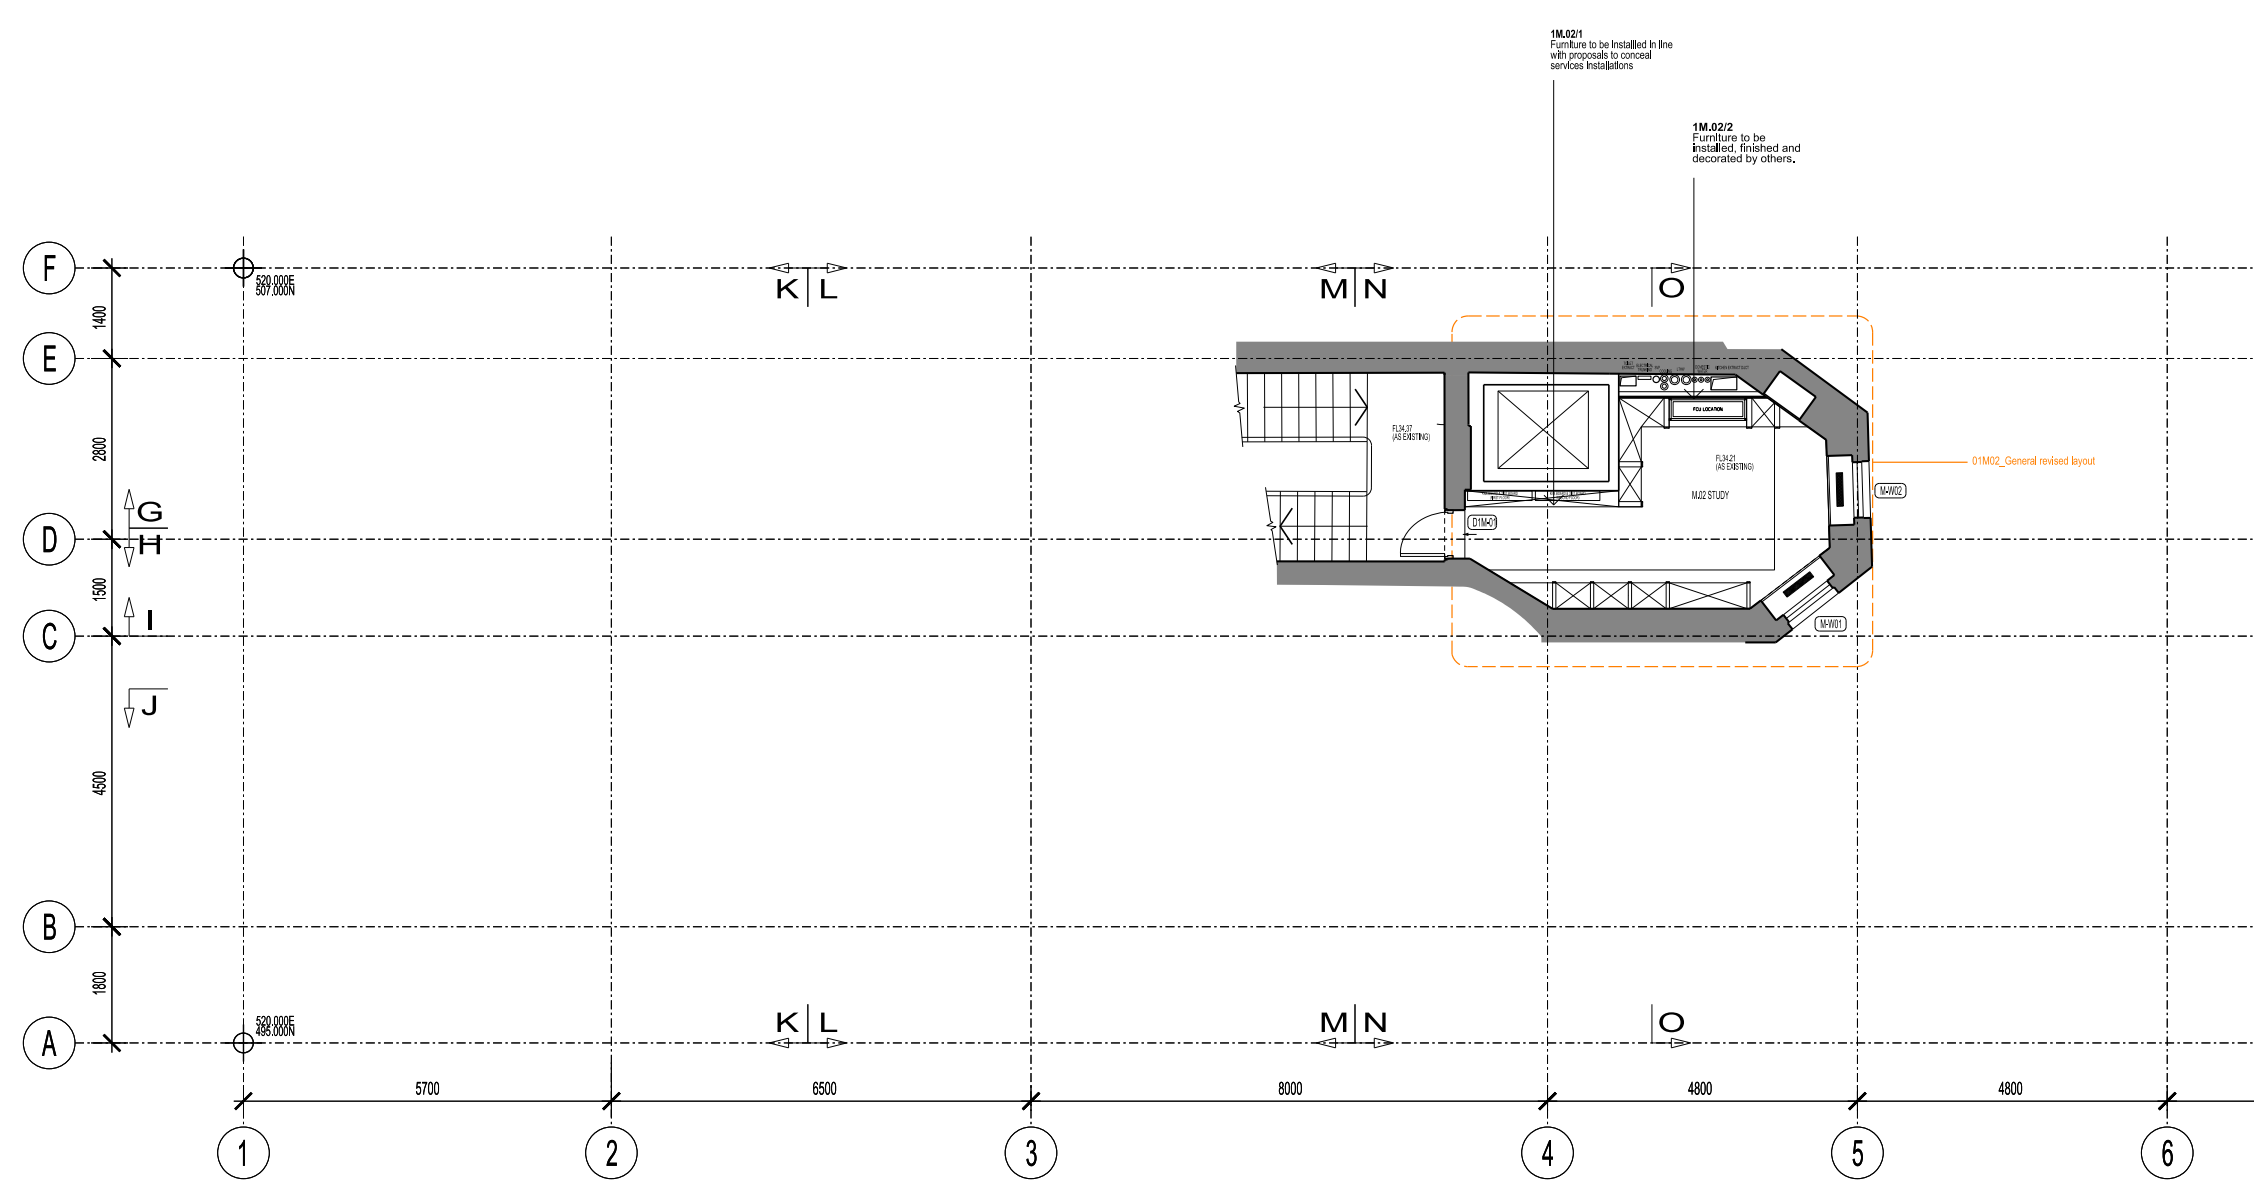 1M.02/1
Furniture to be installed in line
with proposals to conceal
services installations
1M.02/2
Furniture to be
installed, finished and
decorated by others.
F
520.000E
507.000N
K L
M N
O
1400
E
FCU LOCATION
FL34.37
(AS EXISTING)
2800
FL34.21
(AS EXISTING)
01M02_General revised layout
M.02 STUDY
M-W02
G
D1M-01
D
H
1500
I
C
M-W01
J
4500
B
1800
520.000E
495.000N
K L
M N
O
A
5700
6500
8000
4800
4800
1
2
3
4
5
6